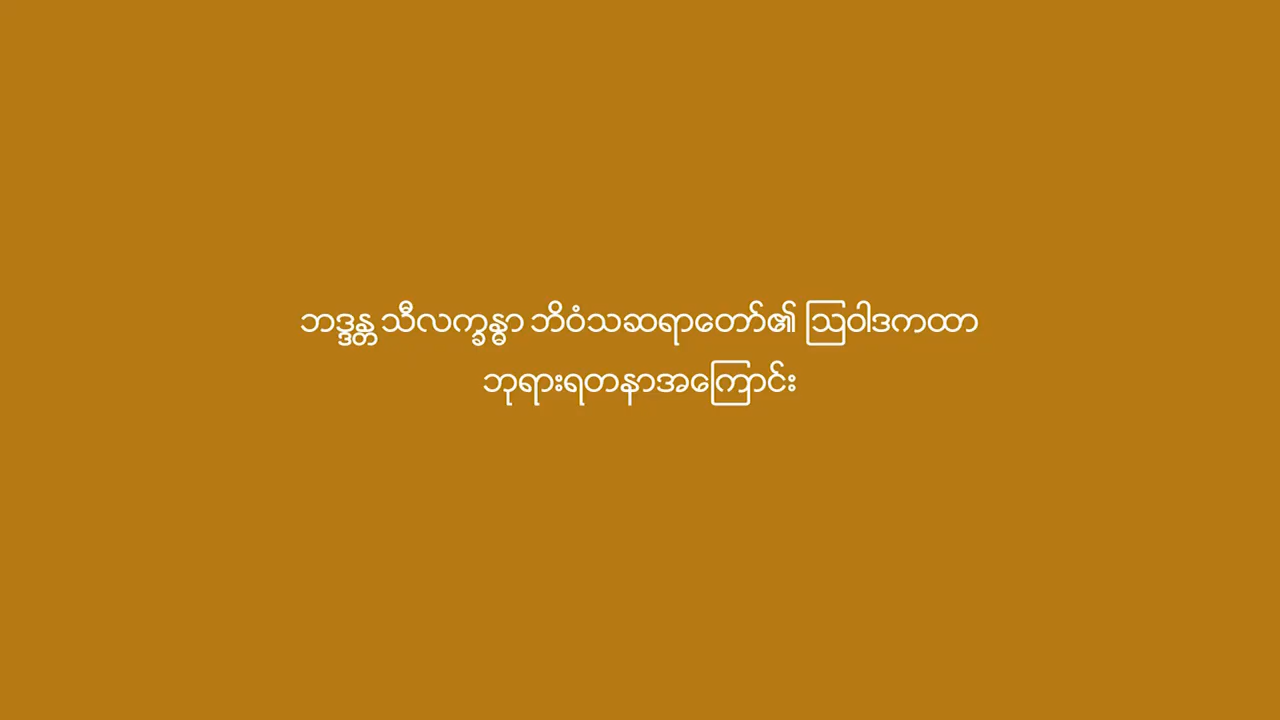 ဘဒ္ဒန္တ သီလက္ခန္ဓာ ဘိဝံသဆရာတော်၏ ဩဝါဒကထာ
ဘုရားရတနာအကြောင်း